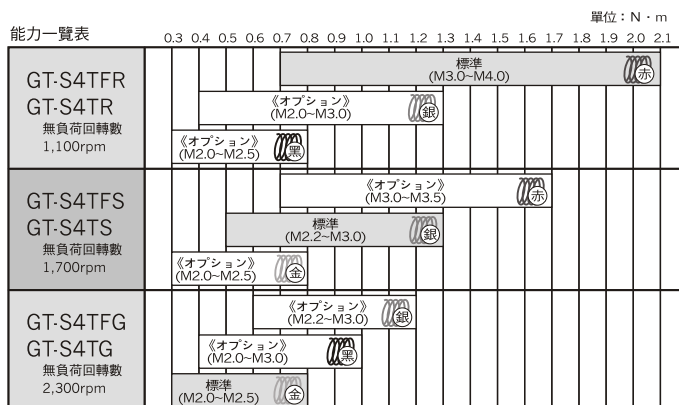 單位：N・m
能力一覽表
0.3 0.4 0.5 0.6 0.7 0.8 0.9 1.0 1.1 1.2 1.3 1.4 1.5 1.6 1.7 1.8 1.9 2.0 2.1
GT-S4TFR
GT-S4TR
無負荷回轉數
1,100rpm
標準
(M3.0~M4.0)
赤
《オプション》
(M2.0~M3.0)
銀
《オプション》
(M2.0~M2.5)
黑
GT-S4TFS
GT-S4TS
無負荷回轉數
1,700rpm
《オプション》
(M3.0~M3.5)
赤
標準
(M2.2~M3.0)
銀
《オプション》
(M2.0~M2.5)
金
GT-S4TFG
GT-S4TG
無負荷回轉數
2,300rpm
《オプション》
(M2.2~M3.0)
銀
《オプション》
(M2.0~M3.0)
黑
標準
(M2.0~M2.5)
金